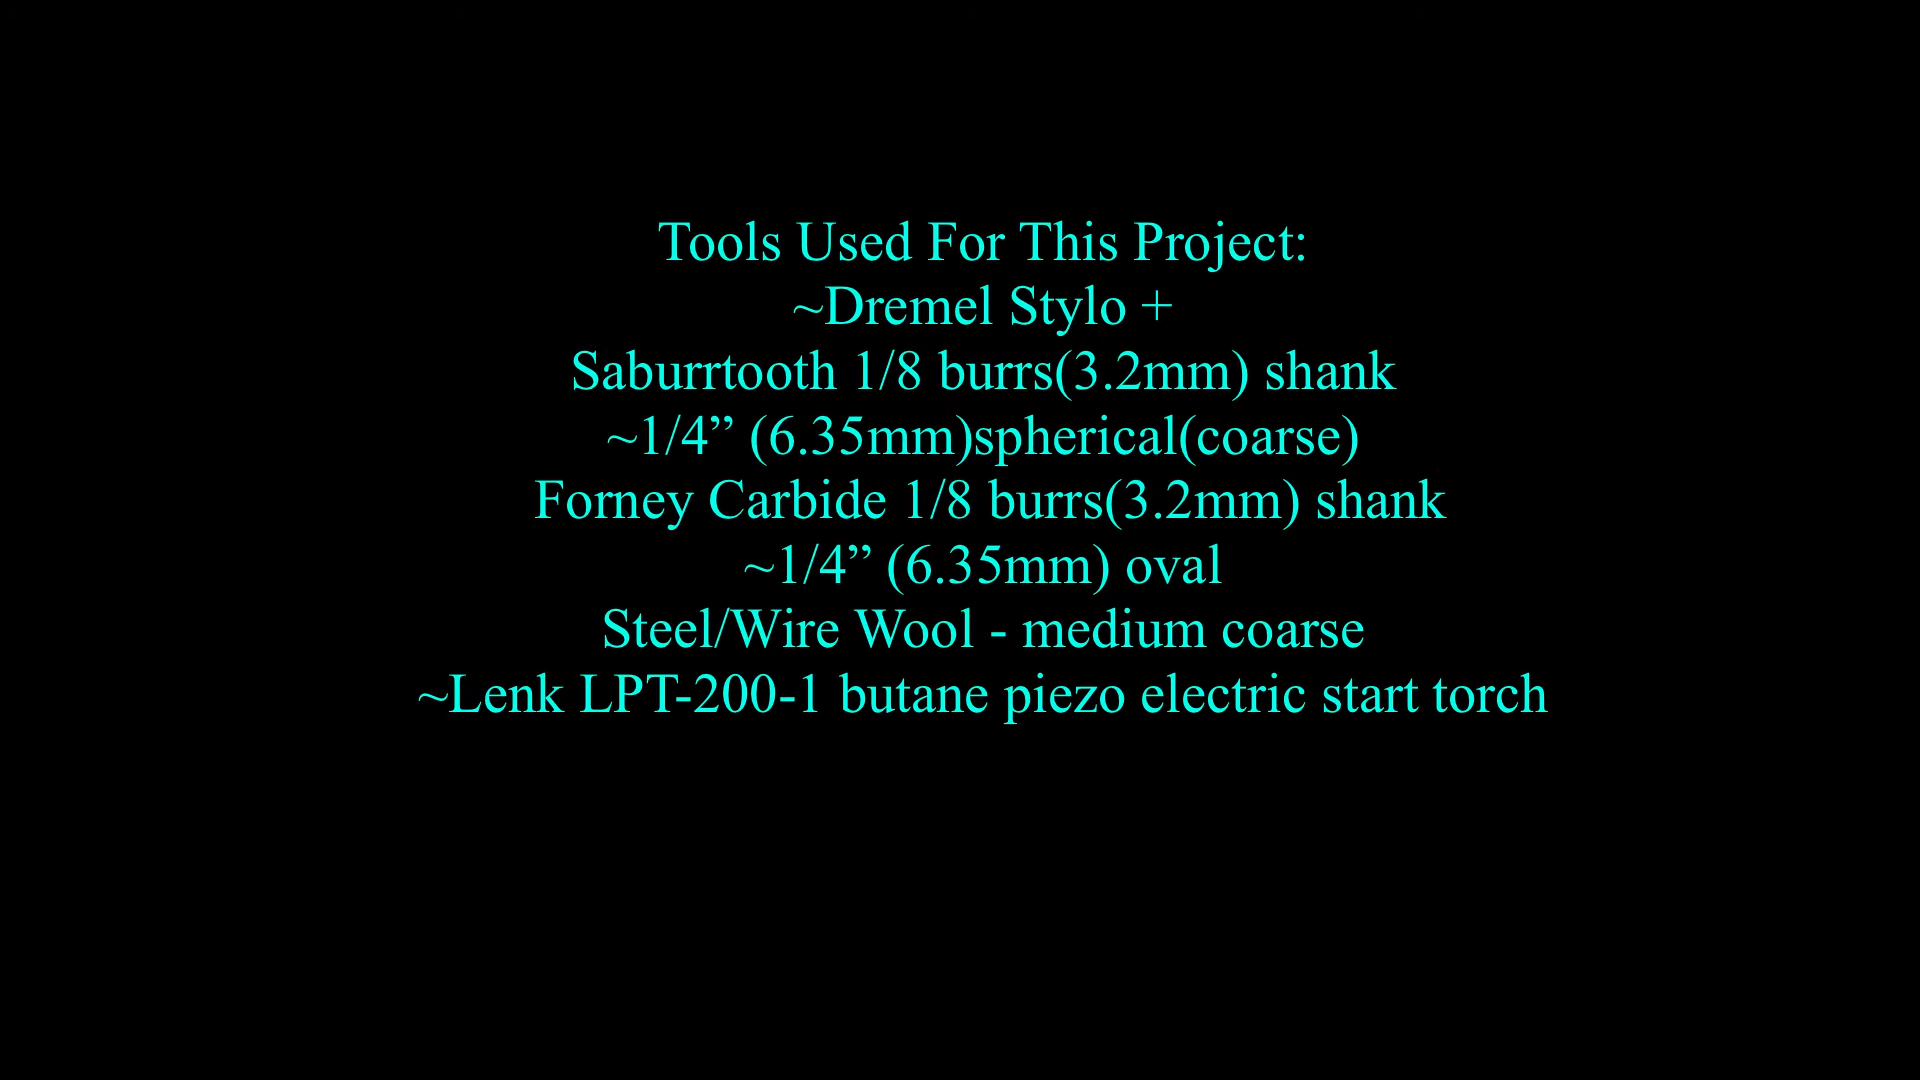 Tools Used For This Project:
~Dremel Stylo +
Saburrtooth 1/8 burrs(3.2mm) shank
~1/4” (6.35mm)spherical(coarse)
Forney Carbide 1/8 burrs(3.2mm) shank
~1/4” (6.35mm) oval
Steel/Wire Wool - medium coarse
~Lenk LPT-200-1 butane piezo electric start torch